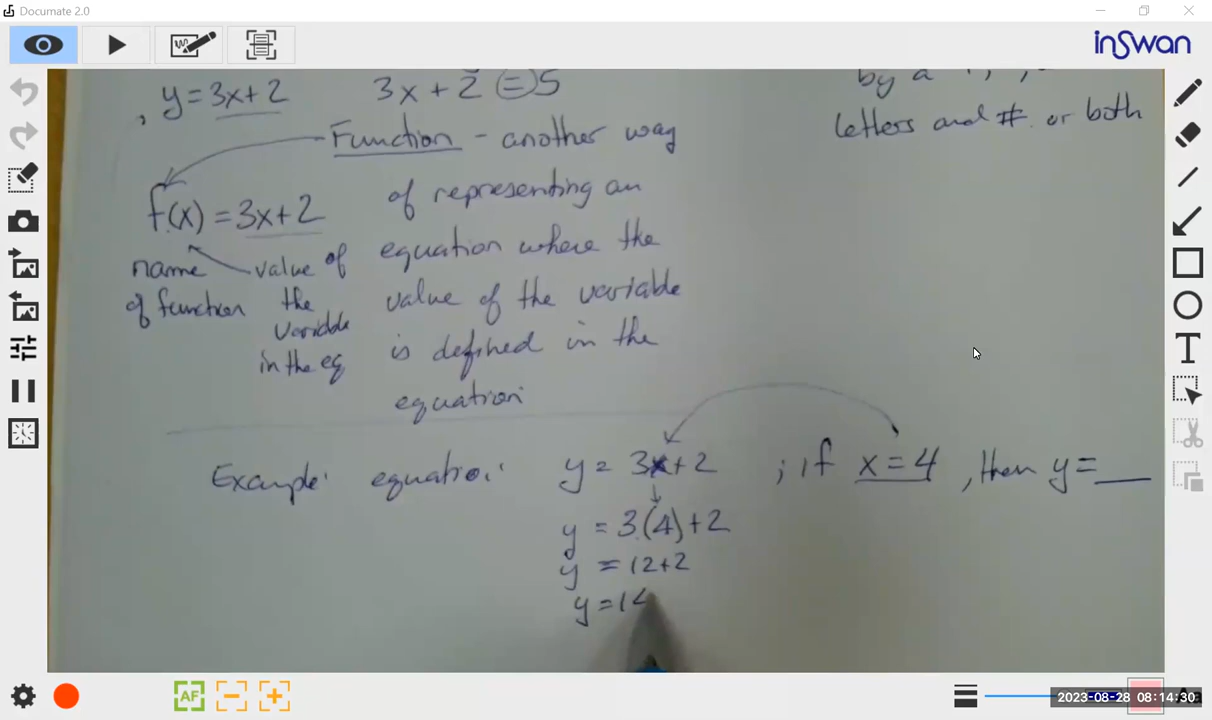 Documate 2.0
inSwan
, y = 3x + 2
3x + 2 = 5
by a
letters and #. or both
Function - another way
of representing an
equation where the
value of the variable
is defined in the
equation
f(x) = 3x + 2
name
of function
value of
the
variable
in the eq
Example: equation:
y = 3x + 2 ; if x = 4 , then y = __
y = 3.(4) + 2
y = 12 + 2
y = 14
T
AF
2023-08-28 08:14:30